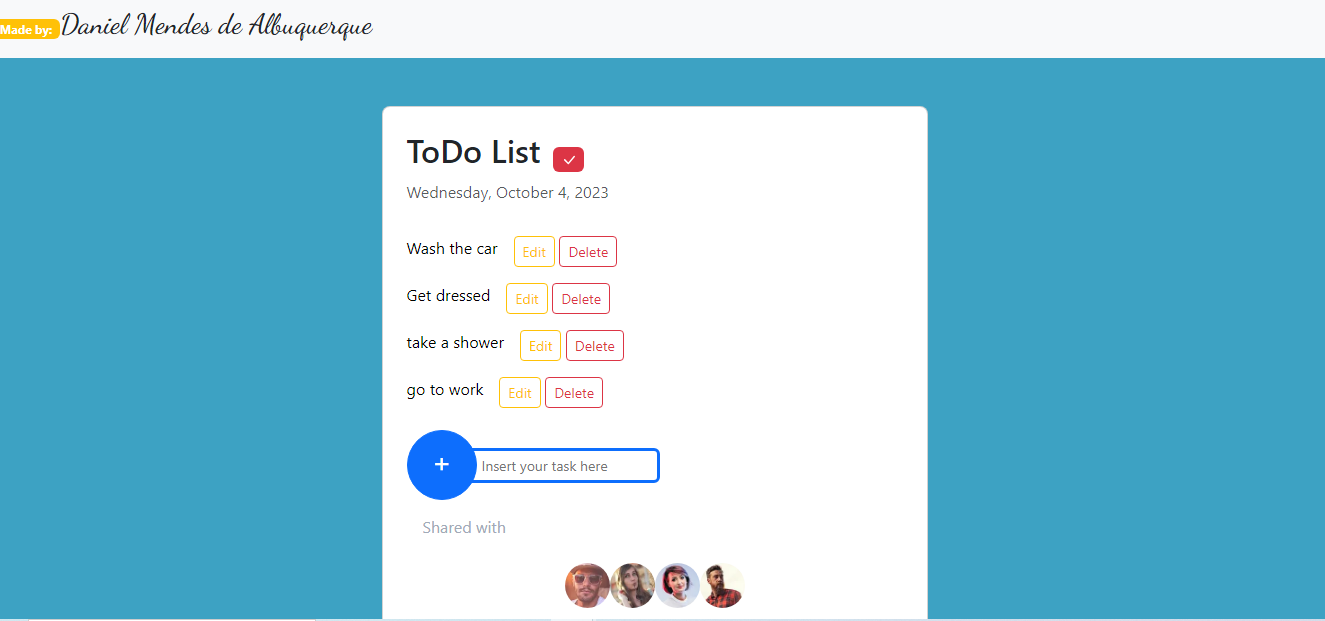 Made by: Daniel Mendes de Albuquerque
ToDo List
Wednesday, October 4, 2023
Wash the car Edit Delete
Get dressed Edit Delete
take a shower Edit Delete
go to work Edit Delete
+ Insert your task here
Shared with